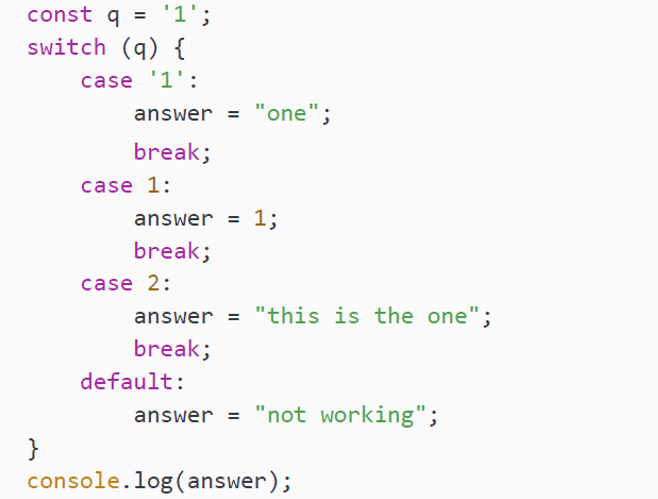 const q = '1';
switch (q) {
    case '1':
        answer = "one";
        break;
    case 1:
        answer = 1;
        break;
    case 2:
        answer = "this is the one";
        break;
    default:
        answer = "not working";
}
console.log(answer);